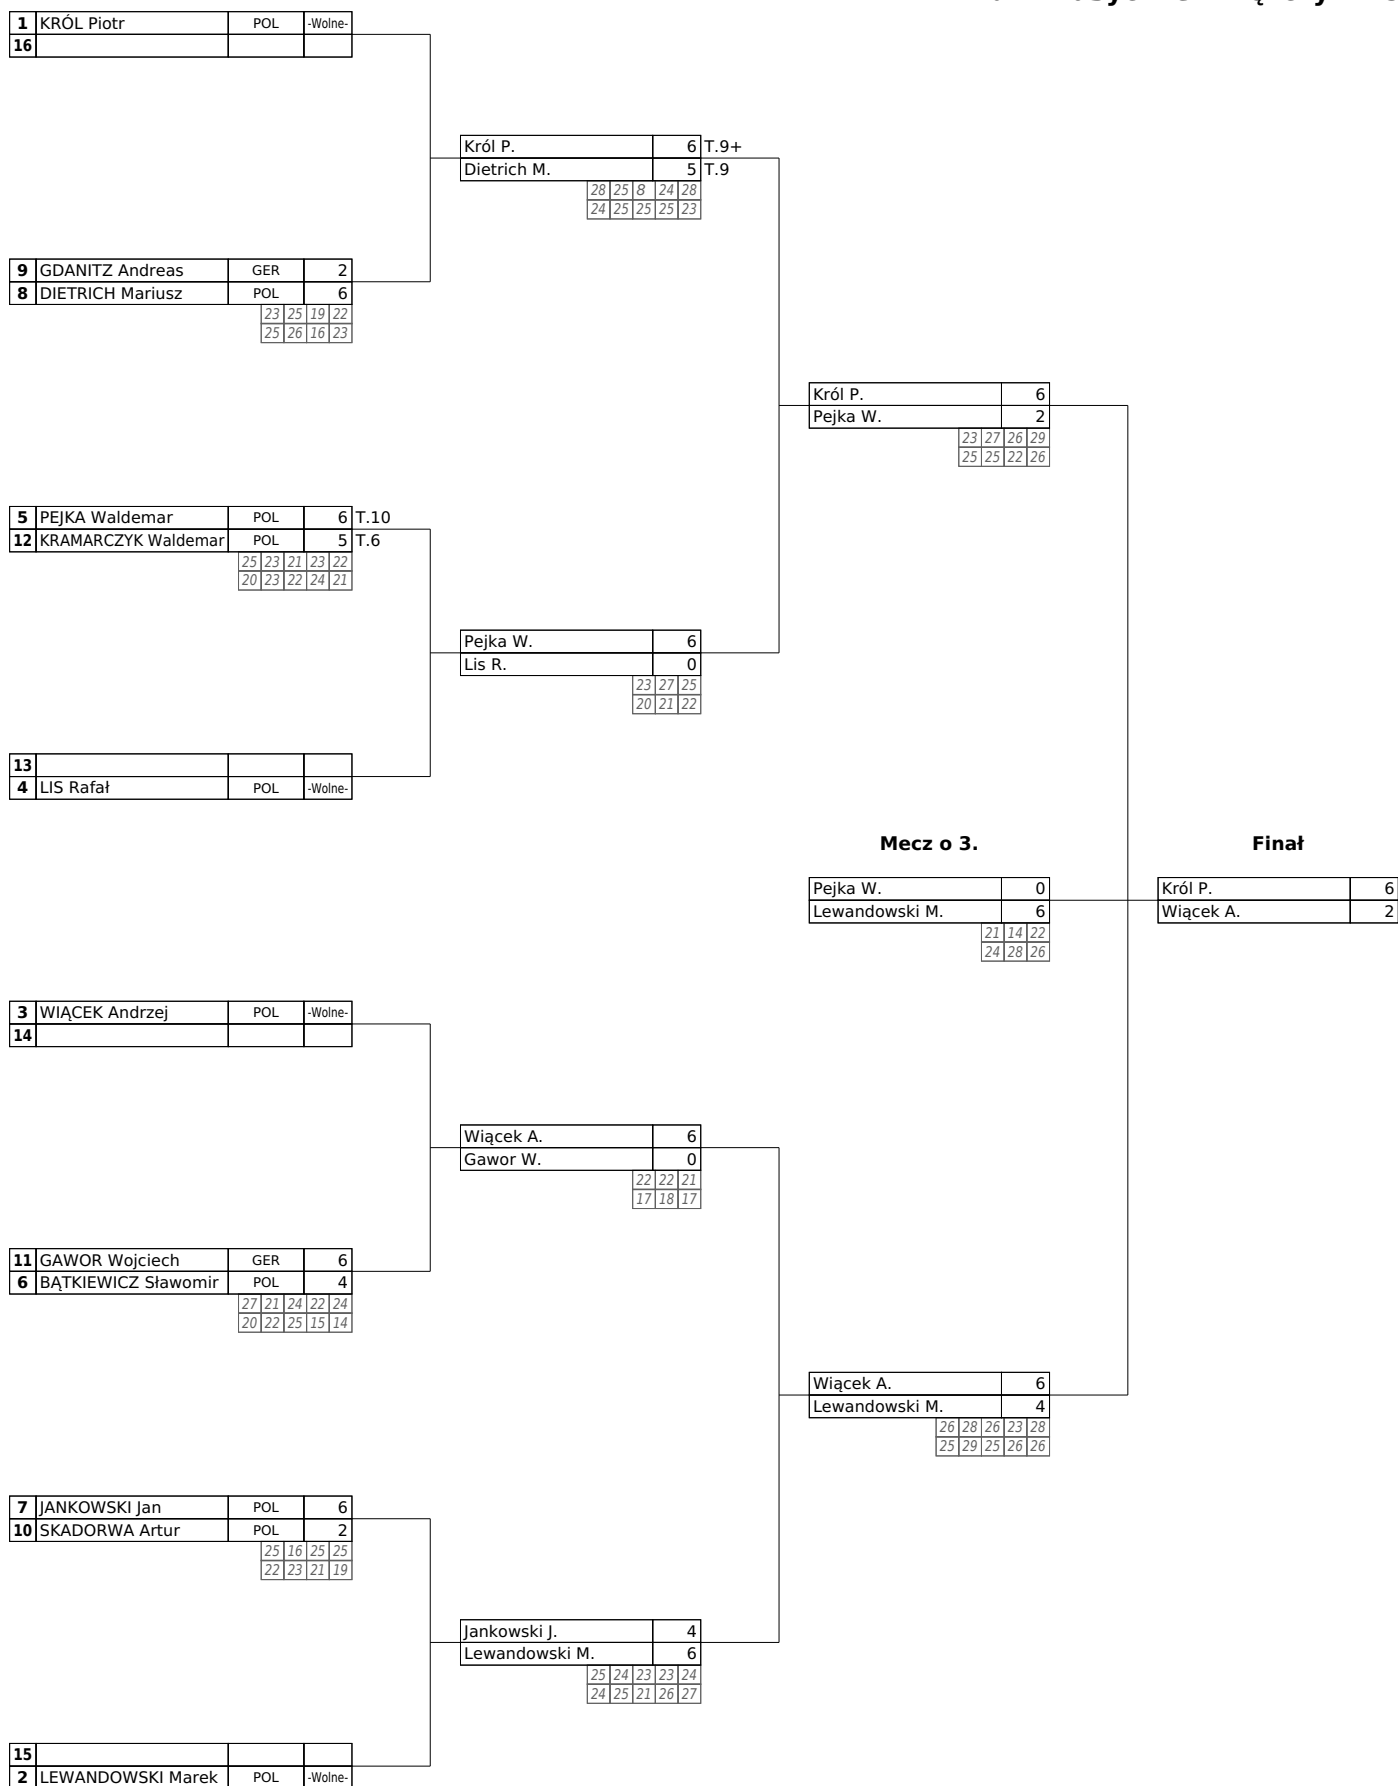 1 KRÓL Piotr POL -Wolne-
16
Król P. 6 T.9+
Dietrich M. 5 T.9
28 25 8 24 28
24 25 25 25 23
9 GDANITZ Andreas GER 2
8 DIETRICH Mariusz POL 6
23 25 19 22
25 26 16 23
Król P. 6
Pejka W. 2
23 27 26 29
25 25 22 26
5 PEJKA Waldemar POL 6 T.10
12 KRAMARCZYK Waldemar POL 5 T.6
25 23 21 23 22
20 23 22 24 21
Pejka W. 6
Lis R. 0
23 27 25
20 21 22
13
4 LIS Rafał POL -Wolne-
Mecz o 3. Finał
Pejka W. 0 Król P. 6
Lewandowski M. 6 Wiącek A. 2
21 14 22
24 28 26
3 WIĄCEK Andrzej POL -Wolne-
14
Wiącek A. 6
Gawor W. 0
22 22 21
17 18 17
11 GAWOR Wojciech GER 6
6 BĄTKIEWICZ Sławomir POL 4
27 21 24 22 24
20 22 25 15 14
Wiącek A. 6
Lewandowski M. 4
26 28 26 23 28
25 29 25 26 26
7 JANKOWSKI Jan POL 6
10 SKADORWA Artur POL 2
25 16 25 25
22 23 21 19
Jankowski J. 4
Lewandowski M. 6
25 24 23 23 24
24 25 21 26 27
15
2 LEWANDOWSKI Marek POL -Wolne-